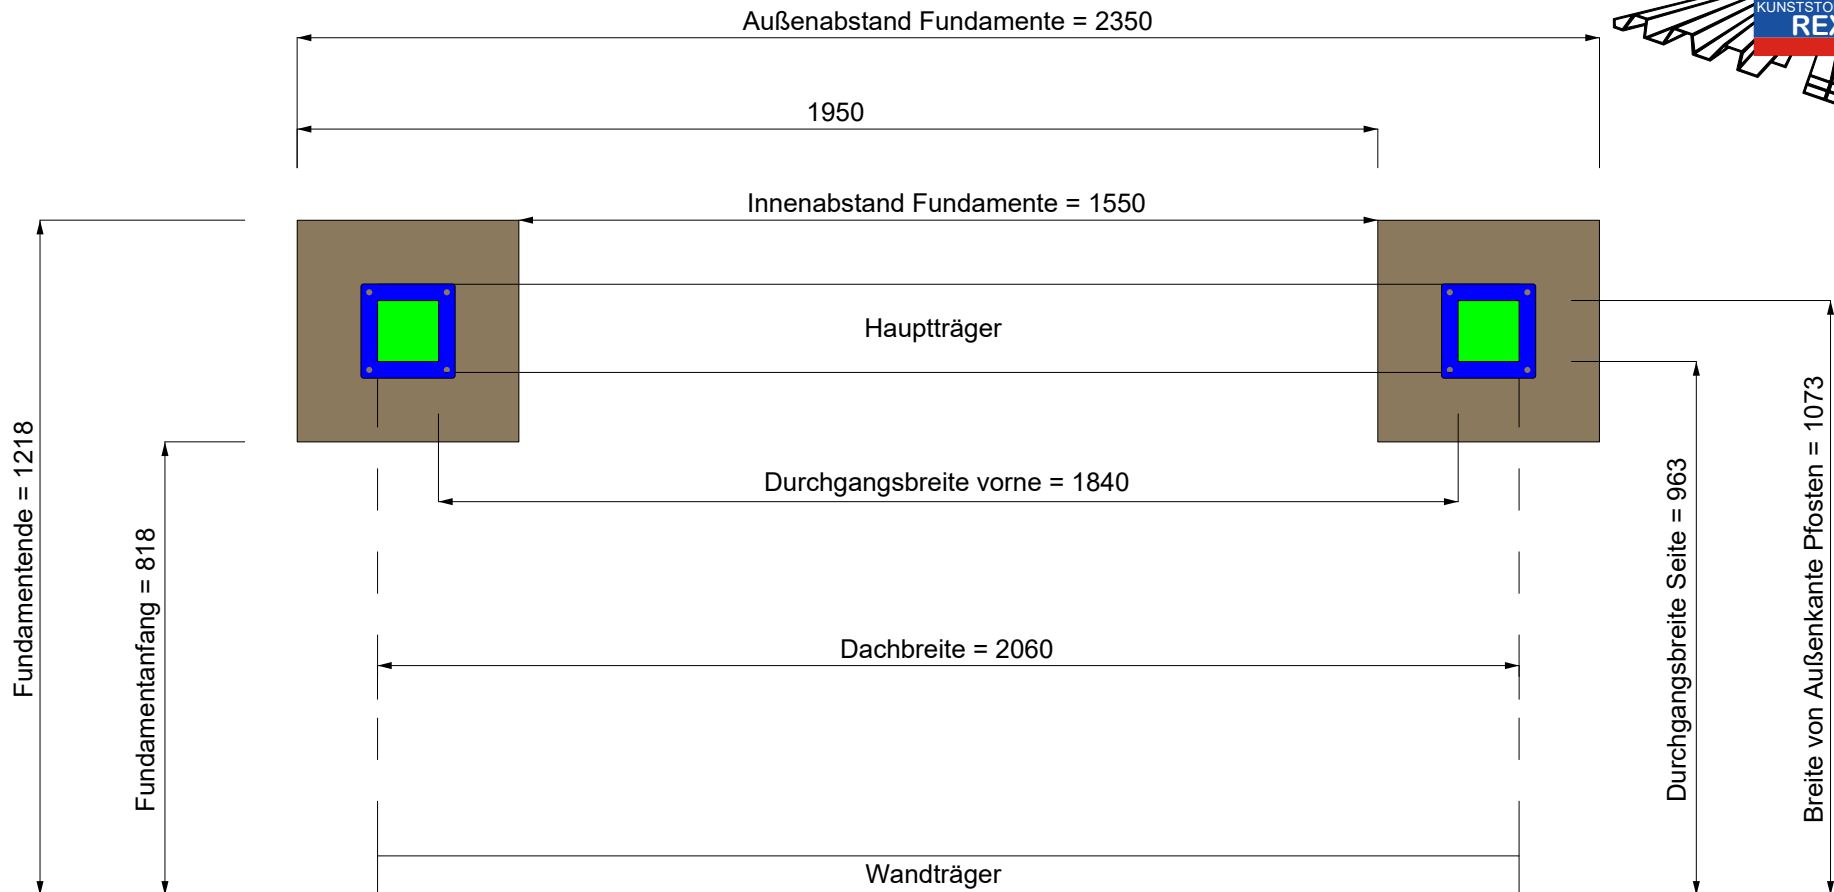 Außenabstand Fundamente = 2350
KUNSTSTO
REX
1950
Innenabstand Fundamente = 1550
Hauptträger
Durchgangsbreite vorne = 1840
Dachbreite = 2060
Wandträger
Fundamentende = 1218
Fundamentanfang = 818
Durchgangsbreite Seite = 963
Breite von Außenkante Pfosten = 1073